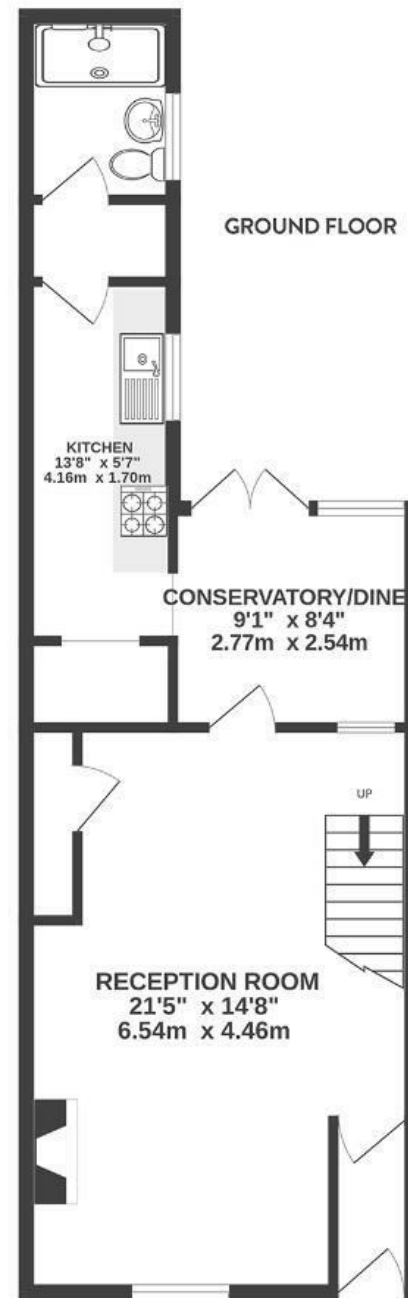 GROUND FLOOR
KITCHEN
13'8" x 5'7"
4.16m x 1.70m
CONSERVATORY/DINE
9'1" x 8'4"
2.77m x 2.54m
UP
RECEPTION ROOM
21'5" x 14'8"
6.54m x 4.46m